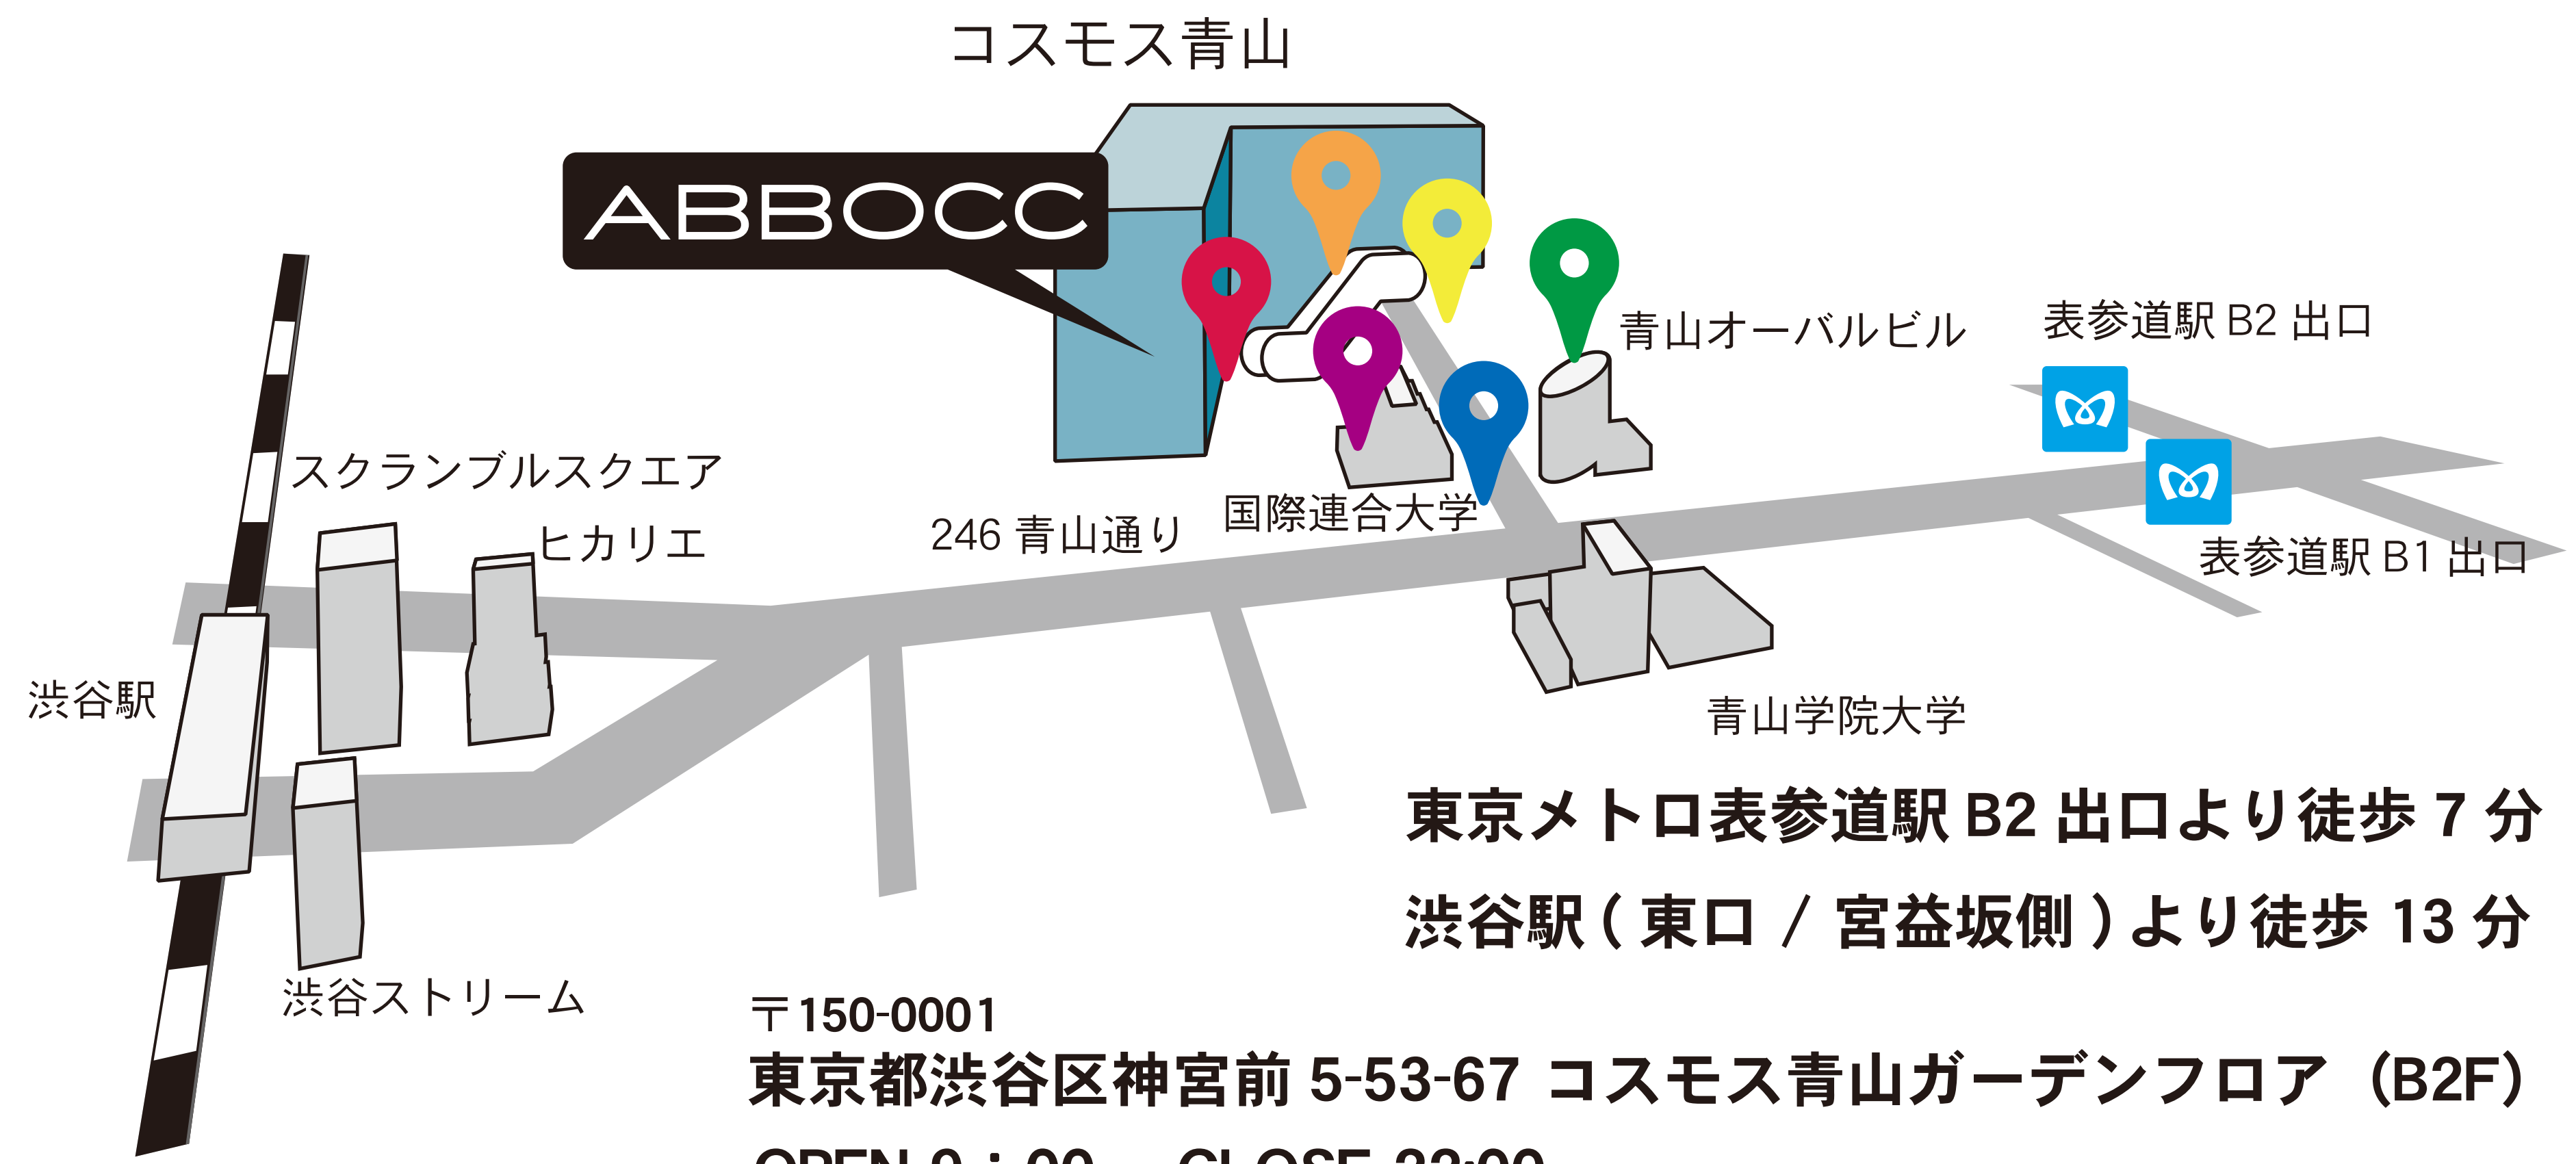 コスモス青山
ABBOCC
青山オーバルビル
表参道駅 B2 出口
スクランブルスクエア
ヒカリエ
246 青山通り
国際連合大学
表参道駅 B1 出口
渋谷駅
青山学院大学
東京メトロ表参道駅 B2 出口より徒歩 7 分
渋谷駅 ( 東口 / 宮益坂側 ) より徒歩 13 分
渋谷ストリーム
〒150-0001
東京都渋谷区神宮前 5-53-67 コスモス青山ガーデンフロア (B2F)
OPEN CLOSE